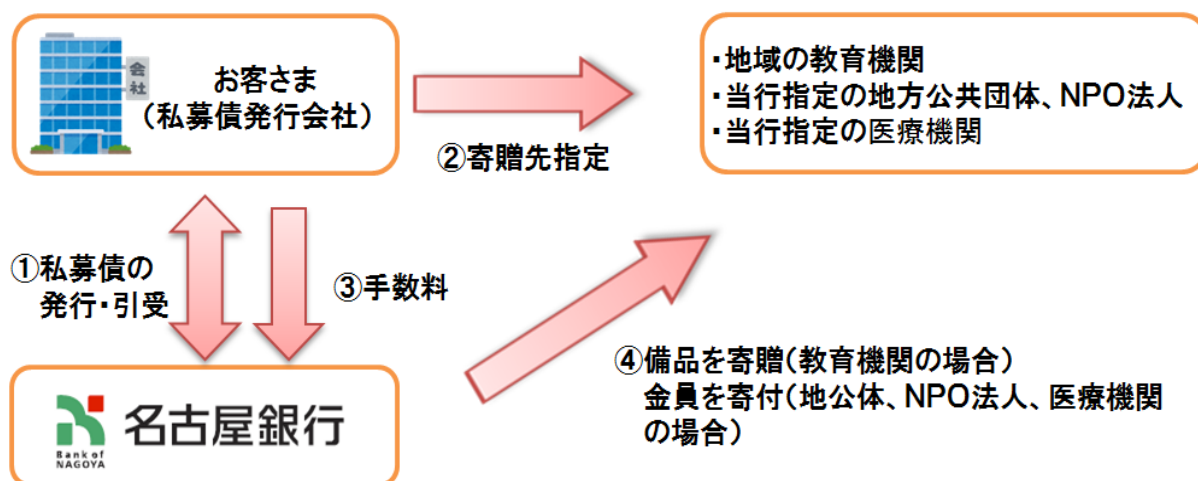 会社
お客さま
（私募債発行会社）
②寄贈先指定
・地域の教育機関
・当行指定の地方公共団体、NPO法人
・当行指定の医療機関
①私募債の
発行・引受
③手数料
④備品を寄贈（教育機関の場合）
金員を寄付（地公体、NPO法人、医療機関
の場合）
Bank of
NAGOYA
名古屋銀行